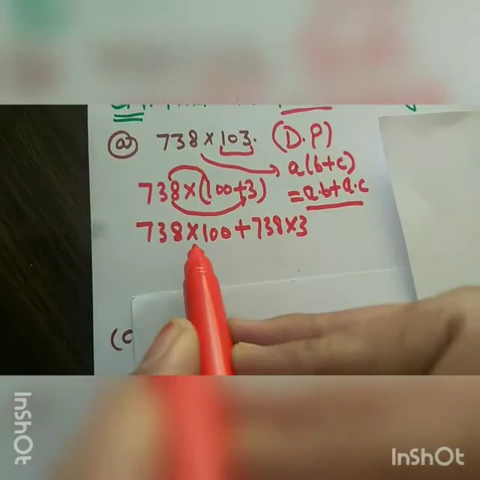 ⓐ 738 × 103. (D.P)
a(b+c)
738×(100+3) = a.b+a.c
738×100+738×3
(c
InShOt
InShOt